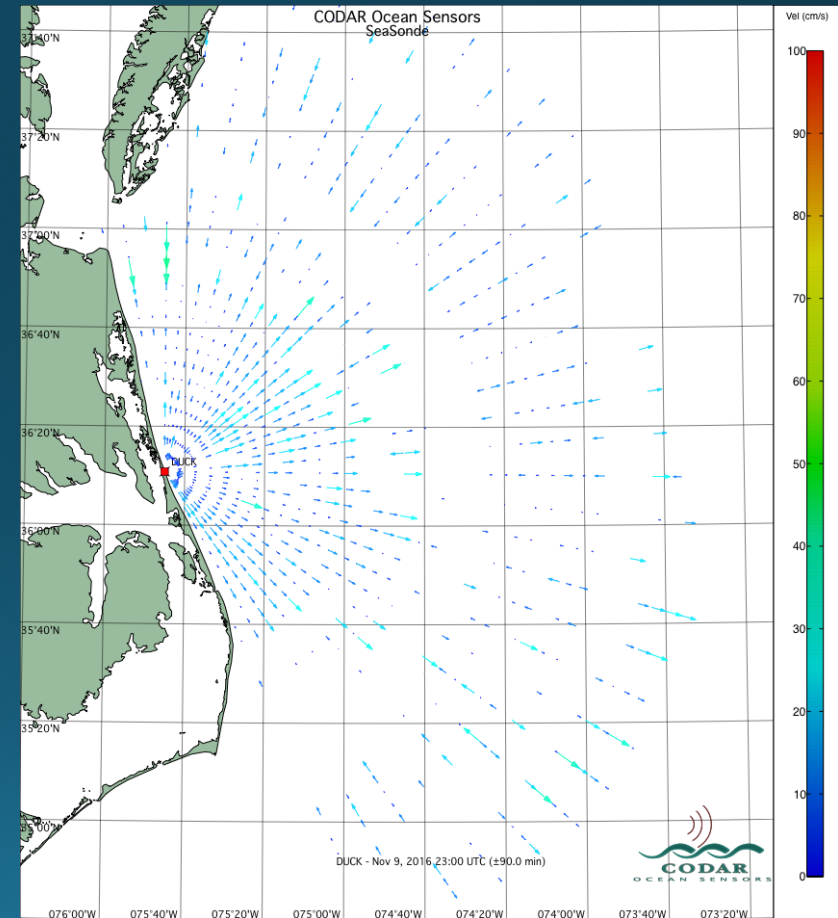 CODAR Ocean Sensors
SeaSonde
Vel (cm/s)
100
90
80
70
60
50
40
30
20
10
0
37°40'N
37°20'N
37°00'N
36°40'N
36°20'N
DUCK
36°00'N
35°40'N
35°20'N
35°00'N
DUCK - Nov 9, 2016 23:00 UTC (±90.0 min)
CODAR
OCEAN SENSORS
076°00'W 075°40'W 075°20'W 075°00'W 074°40'W 074°20'W 074°00'W 073°40'W 073°20'W